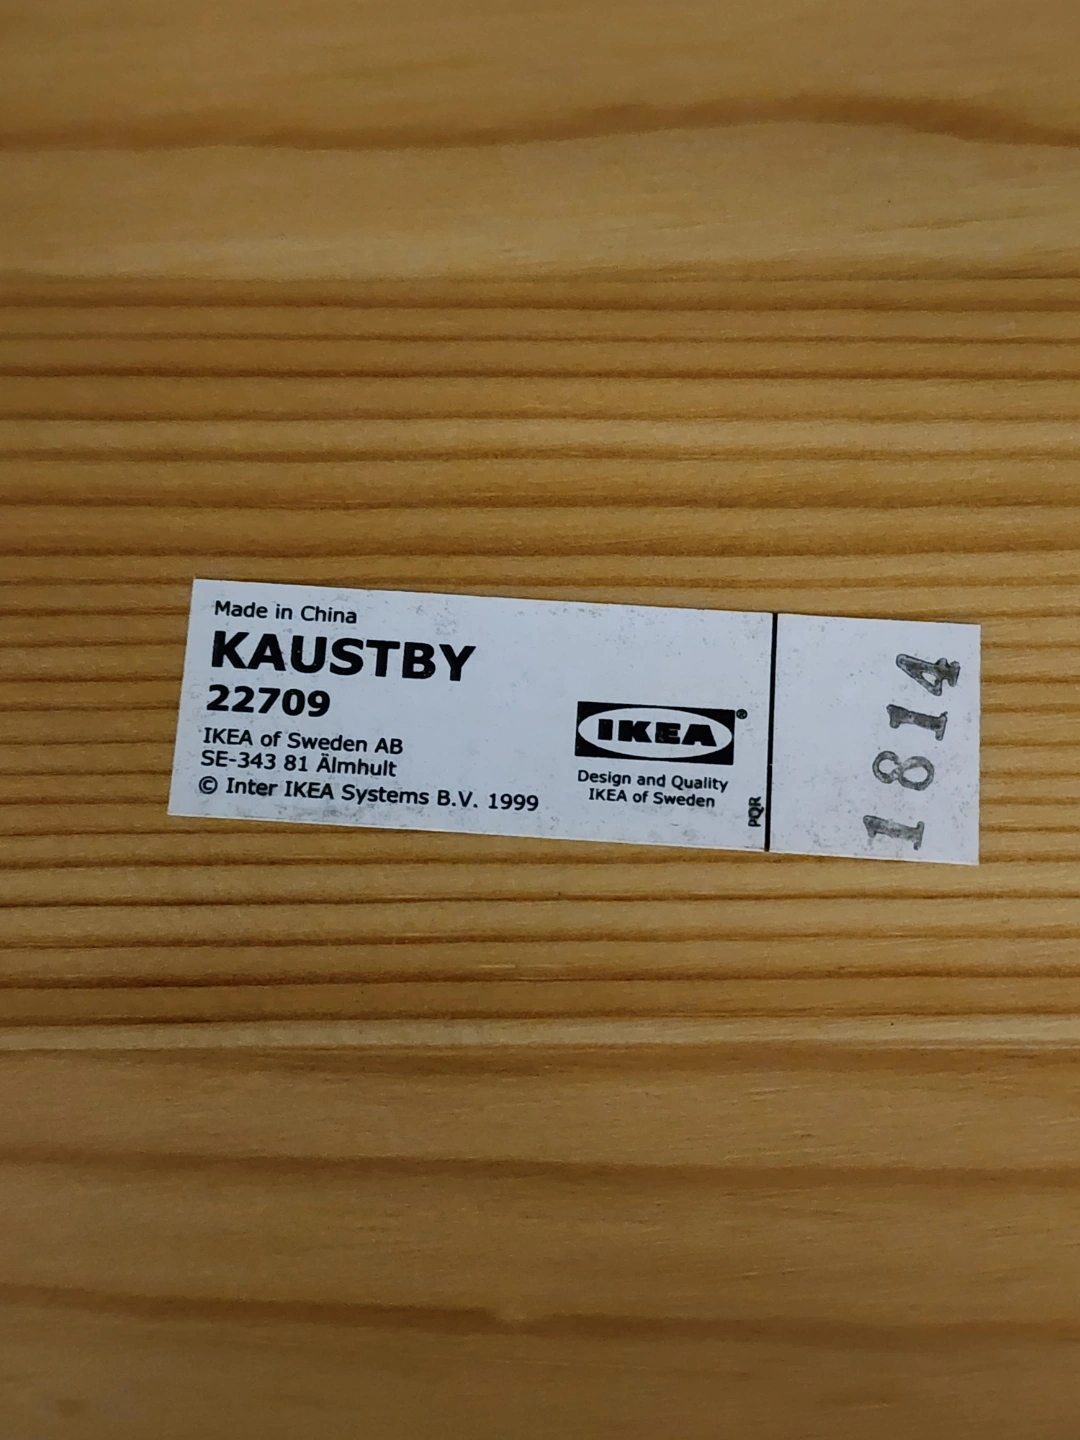 Made in China
KAUSTBY
22709
IKEA of Sweden AB
SE-343 81 Älmhult
© Inter IKEA Systems B.V. 1999
IKEA®
Design and Quality
IKEA of Sweden
PQR
1814